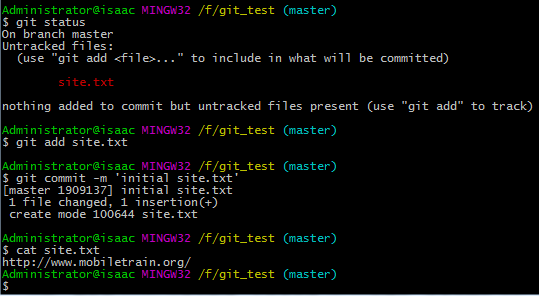 Administrator@isaac MINGW32 /f/git_test (master)
$ git status
On branch master
Untracked files:
  (use "git add <file>..." to include in what will be committed)

        site.txt

nothing added to commit but untracked files present (use "git add" to track)

Administrator@isaac MINGW32 /f/git_test (master)
$ git add site.txt

Administrator@isaac MINGW32 /f/git_test (master)
$ git commit -m 'initial site.txt'
[master 1909137] initial site.txt
 1 file changed, 1 insertion(+)
 create mode 100644 site.txt

Administrator@isaac MINGW32 /f/git_test (master)
$ cat site.txt
http://www.mobiletrain.org/
Administrator@isaac MINGW32 /f/git_test (master)
$